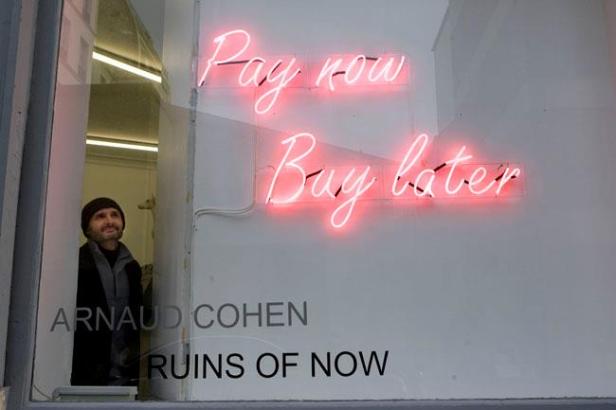 Pay now
Buy later
ARNAUD COHEN
RUINS OF NOW